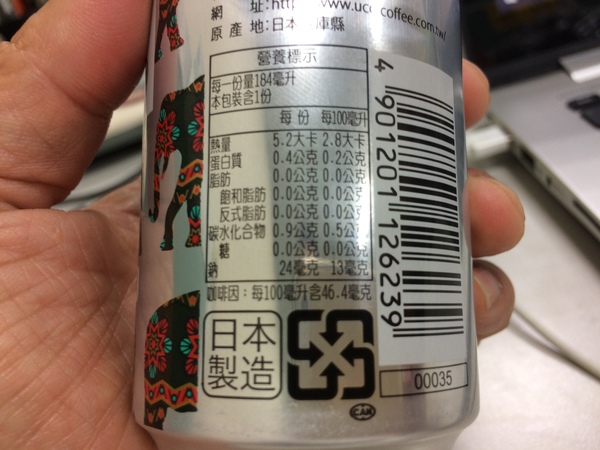 網 址:http www.ucc-coffee.com.tw/
原產地:日本 庫縣
營養標示
每一份量184毫升
本包裝含1份
每 份 每100毫升
熱量 5.2大卡 2.8大卡
蛋白質 0.4公克 0.2公克
脂肪 0.0公克 0.0公克
飽和脂肪 0.0公克 0.0公克
反式脂肪 0.0公克 0.0公克
碳水化合物 0.9公克 0.5公克
糖 0.0公克 0.0公克
鈉 24毫克 13毫克
咖啡因：每100毫升含46.4毫克
日本
製造
CAN
4 901201 126239
00035